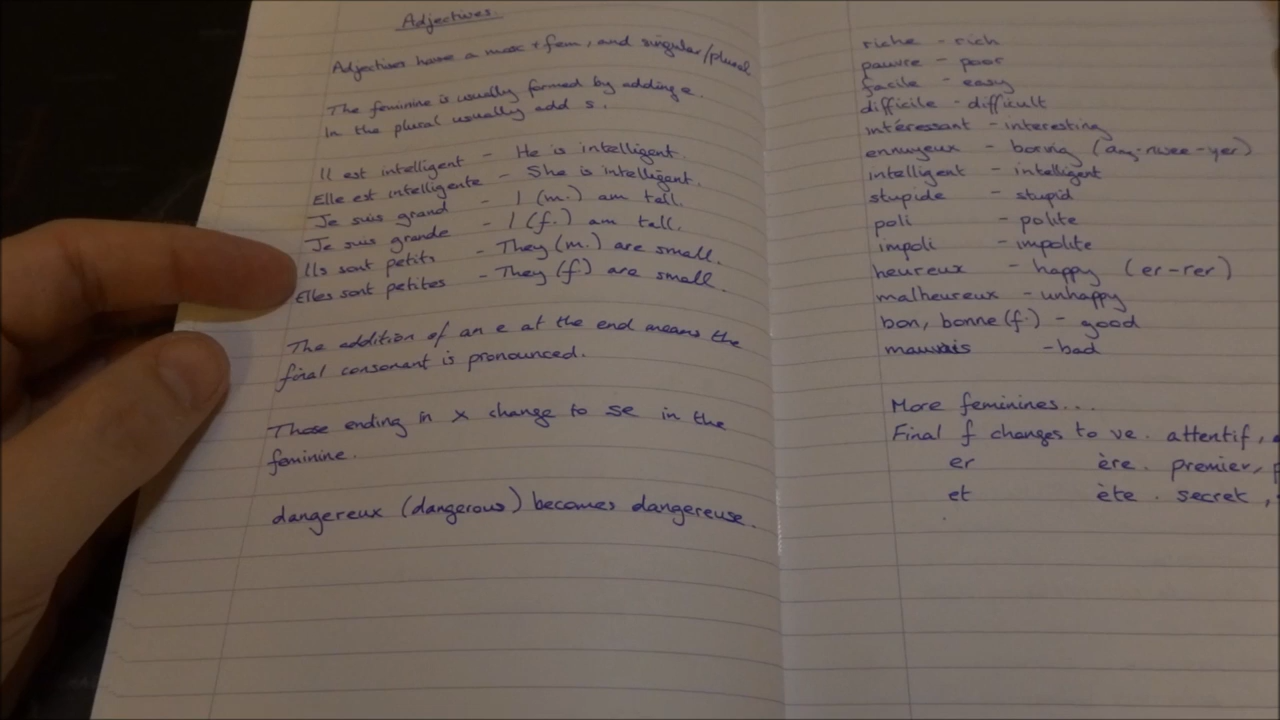 Adjectives
Adjectives have a masc + fem, and singular/plural
The feminine is usually formed by adding e.
In the plural usually add s.
Il est intelligent - He is intelligent.
Elle est intelligente - She is intelligent.
Je suis grand - I (m.) am tall.
Je suis grande - I (f.) am tall.
Ils sont petits - They (m.) are small.
Elles sont petites - They (f.) are small.
The addition of an e at the end means the
final consonant is pronounced.
Those ending in x change to se in the
feminine.
dangereux (dangerous) becomes dangereuse.
riche - rich
pauvre - poor
facile - easy
difficile - difficult
intéressant - interesting
ennuyeux - boring
intelligent - intelligent
stupide - stupid
poli - polite
impoli - impolite
heureux - happy (er-rer)
malheureux - unhappy
bon, bonne (f.) - good
mauvais - bad
More feminines...
Final f changes to ve. attentif,
er ère. premier,
et ète. secret,